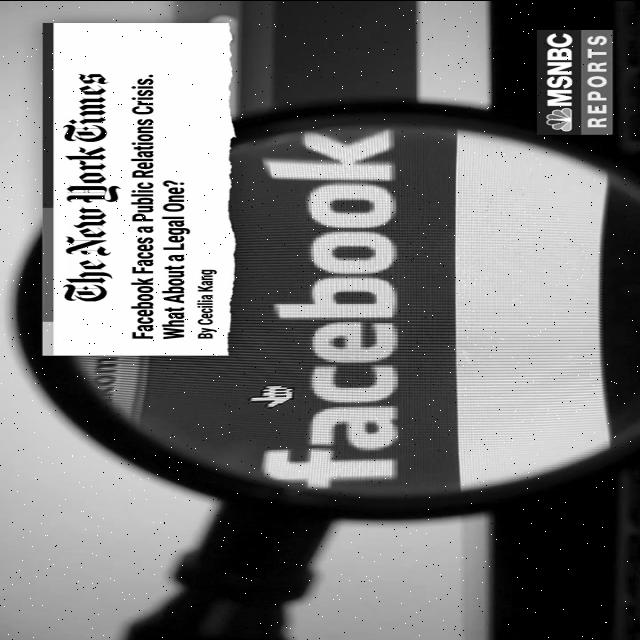 The New York Times
Facebook Faces a Public Relations Crisis.
What About a Legal One?
By Cecilia Kang
facebook
MSNBC
REPORTS